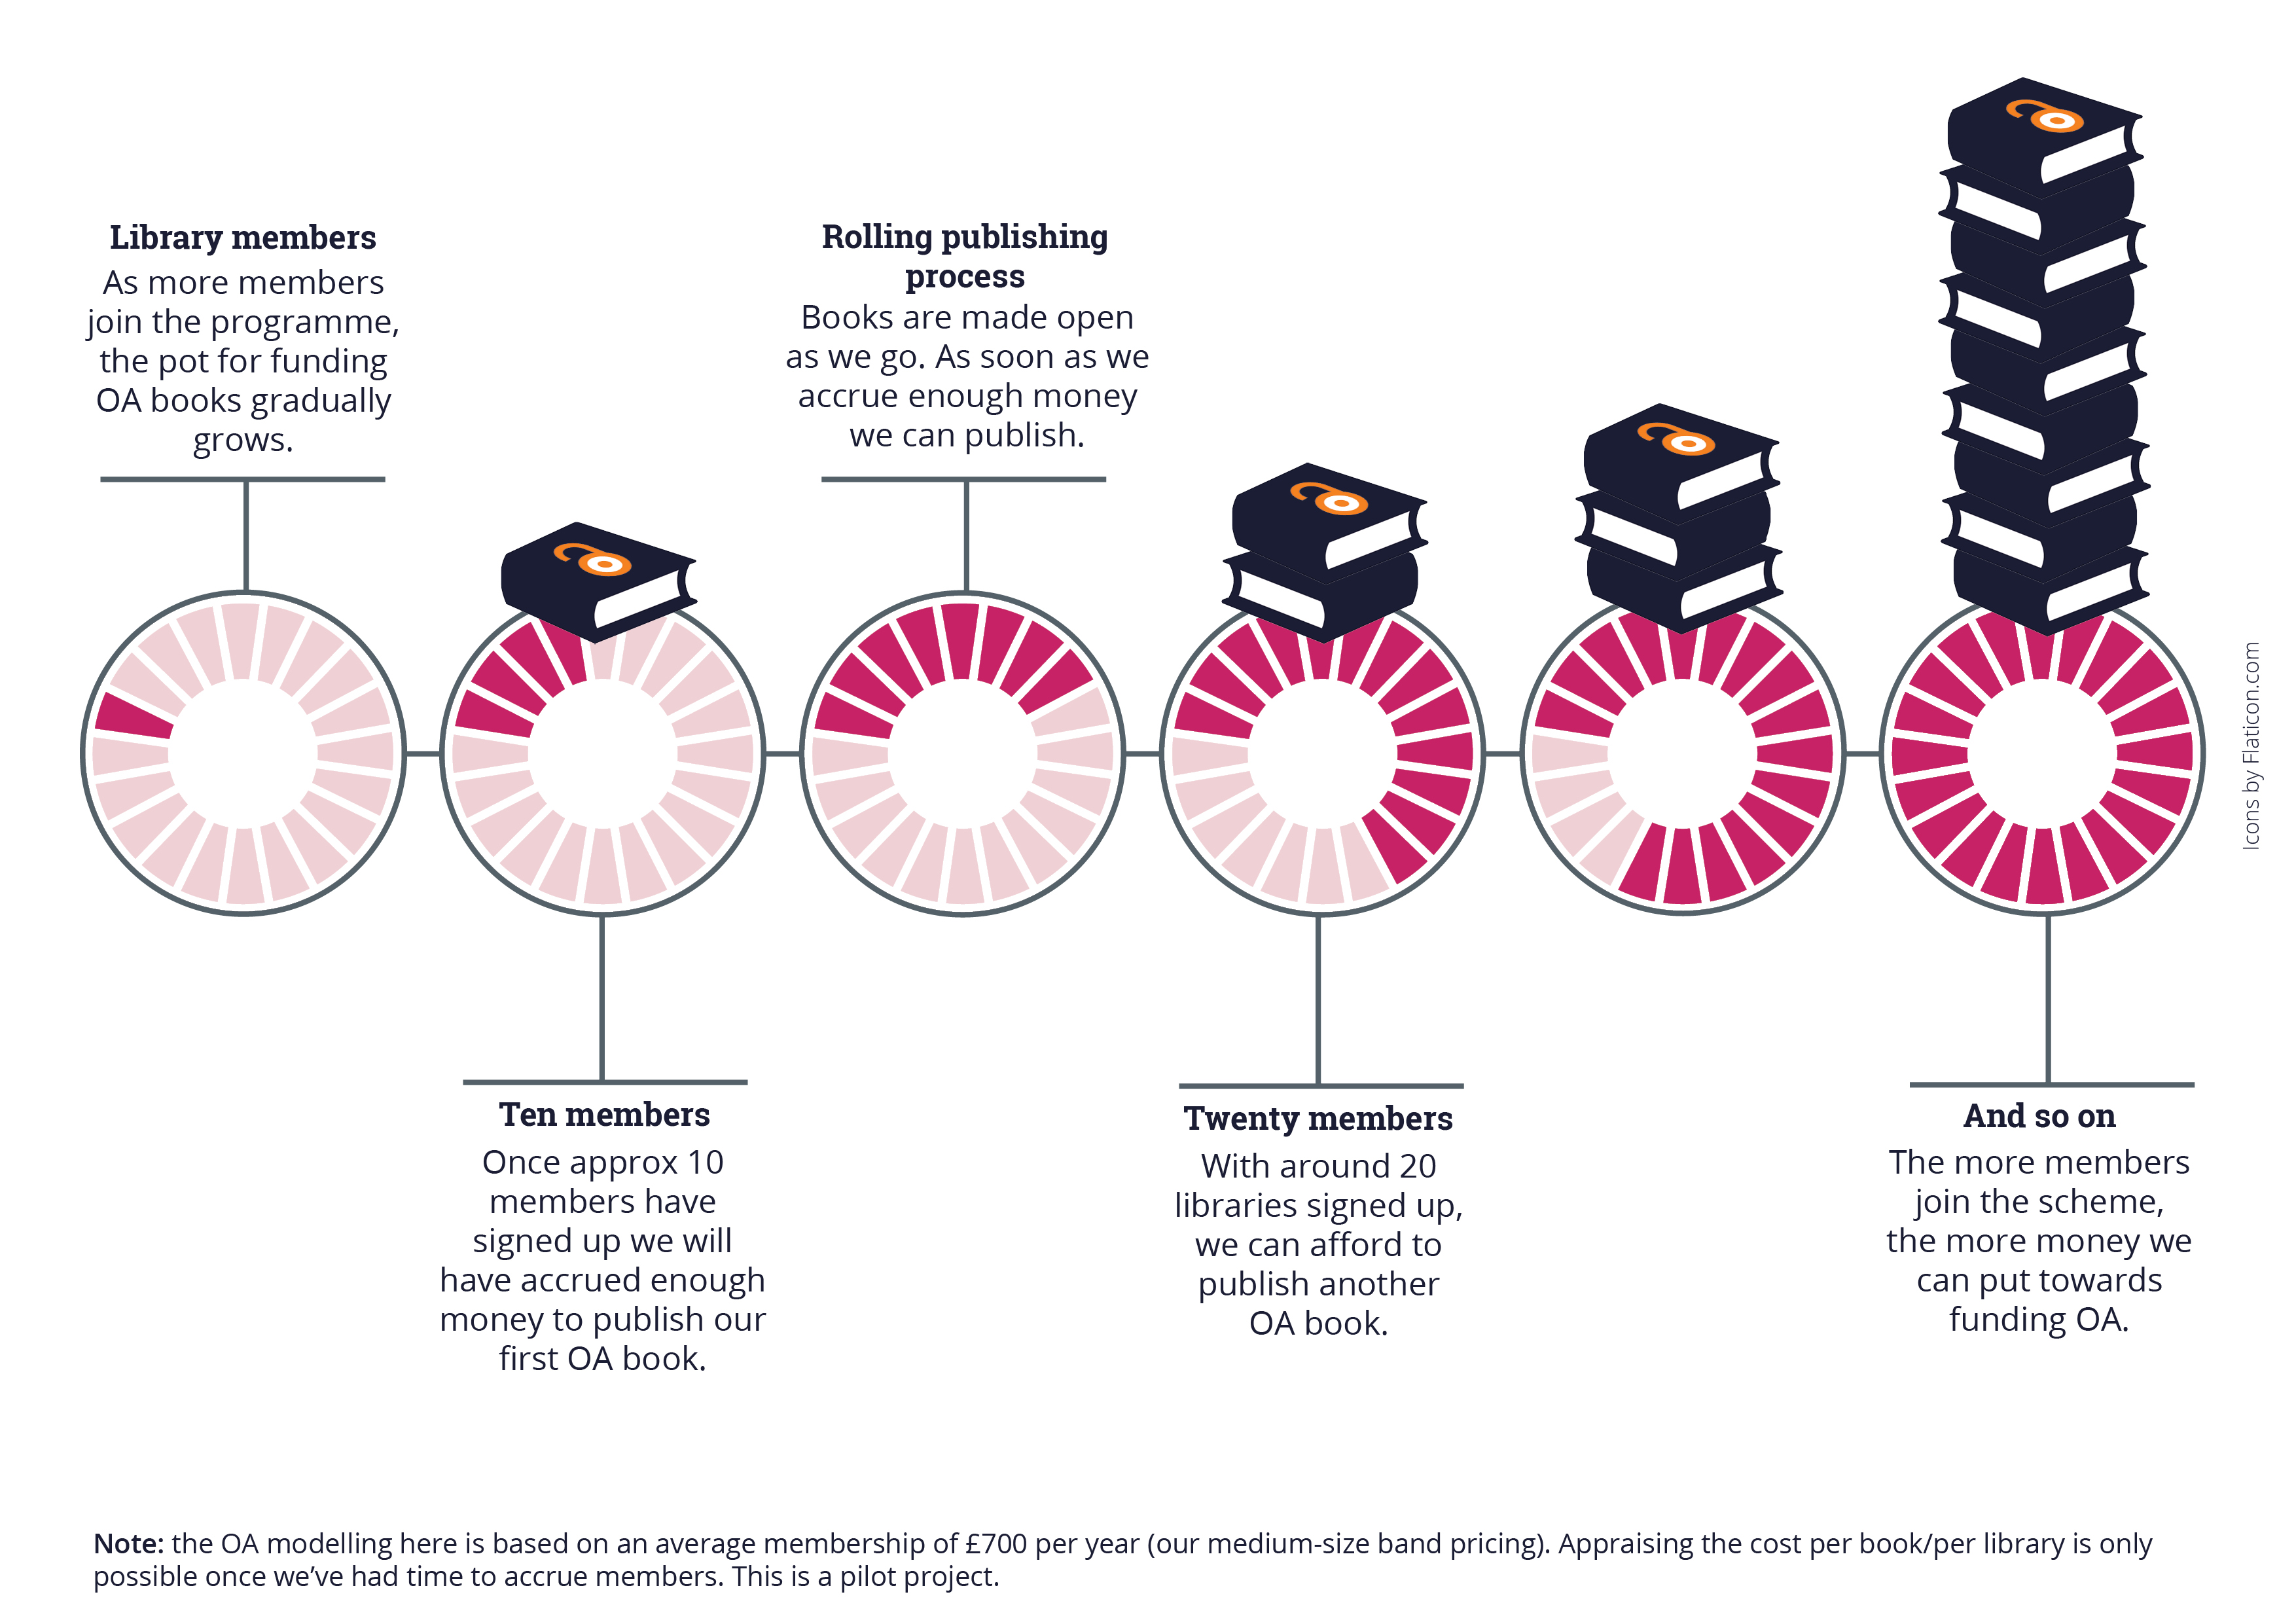 Library members
As more members
join the programme,
the pot for funding
OA books gradually
grows.
Rolling publishing
process
Books are made open
as we go. As soon as we
accrue enough money
we can publish.
Ten members
Once approx 10
members have
signed up we will
have accrued enough
money to publish our
first OA book.
Twenty members
With around 20
libraries signed up,
we can afford to
publish another
OA book.
And so on
The more members
join the scheme,
the more money we
can put towards
funding OA.
Icons by Flaticon.com
Note: the OA modelling here is based on an average membership of £700 per year (our medium-size band pricing). Appraising the cost per book/per library is only
possible once we’ve had time to accrue members. This is a pilot project.